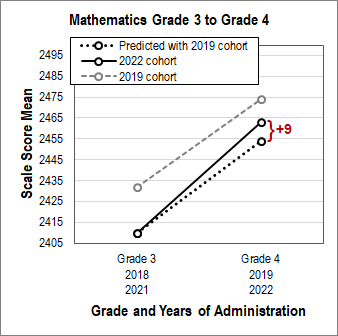 Mathematics Grade 3 to Grade 4
Predicted with 2019 cohort
2022 cohort
2019 cohort
Scale Score Mean
2495
2485
2475
2465
2455
2445
2435
2425
2415
2405
+9
Grade 3 Grade 4
2018 2019
2021 2022
Grade and Years of Administration